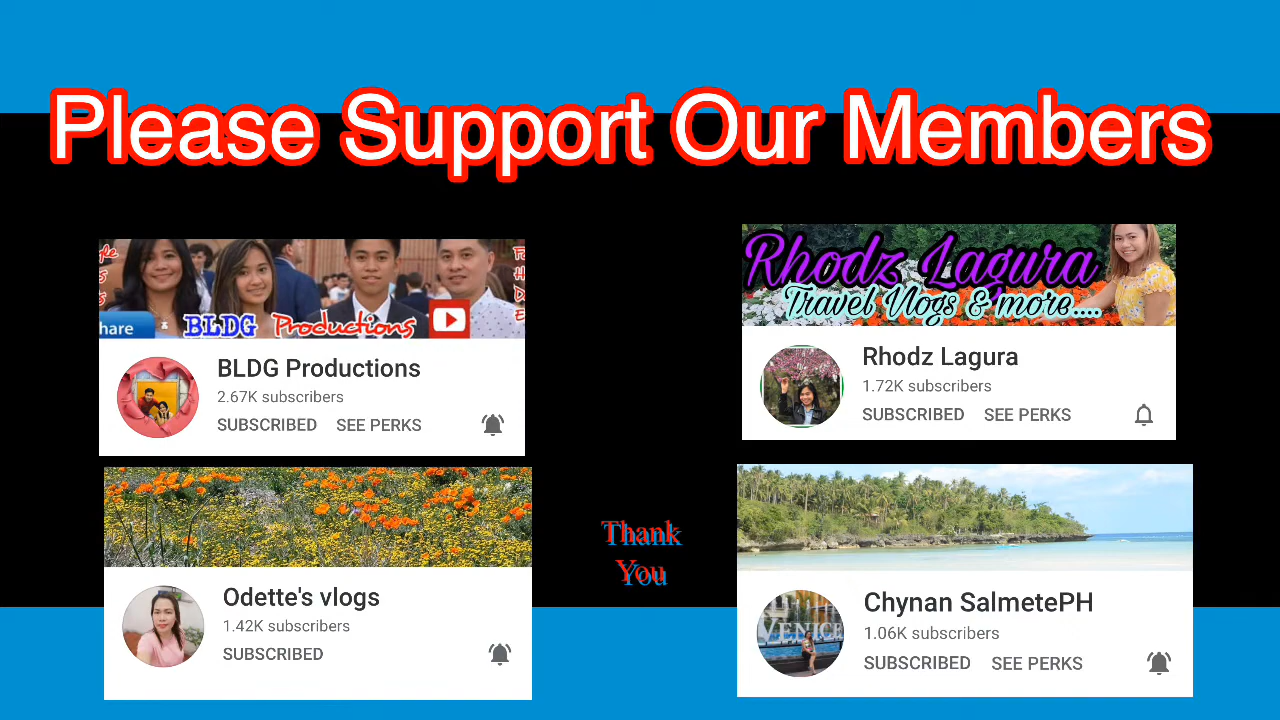 Please Support Our Members
BLDG Productions
BLDG Productions
2.67K subscribers
SUBSCRIBED SEE PERKS
Rhodz Lagura
Travel Vlogs & more....
Rhodz Lagura
1.72K subscribers
SUBSCRIBED SEE PERKS
Odette's vlogs
1.42K subscribers
SUBSCRIBED
Thank
You
VENICE
Chynan SalmetePH
1.06K subscribers
SUBSCRIBED SEE PERKS